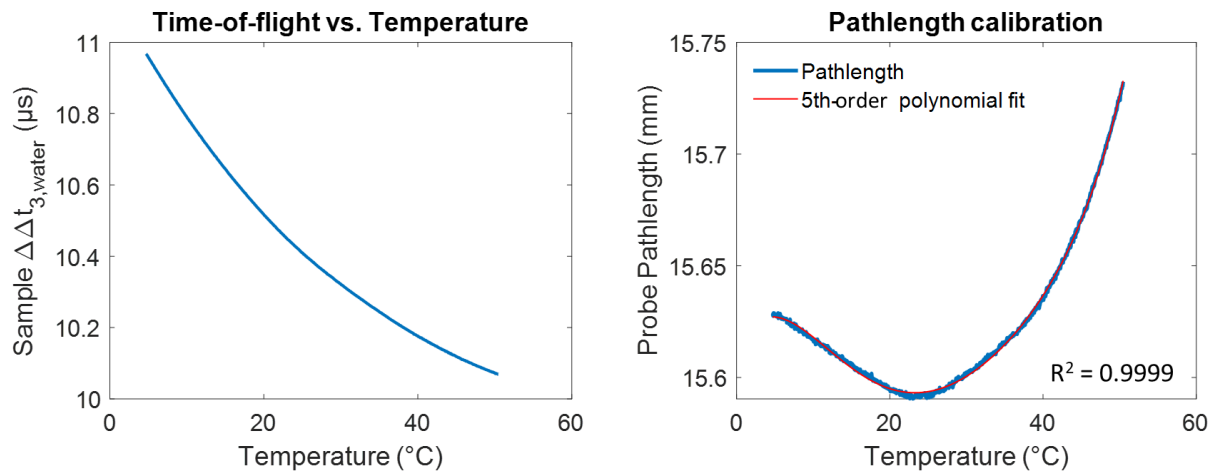 Time-of-flight vs. Temperature
11
10.8
10.6
10.4
10.2
10
0
20
40
60
Sample ΔΔt3,water (μs)
Temperature (°C)
Pathlength calibration
15.75
15.7
15.65
15.6
0
20
40
60
Probe Pathlength (mm)
Temperature (°C)
Pathlength
5th-order polynomial fit
R² = 0.9999